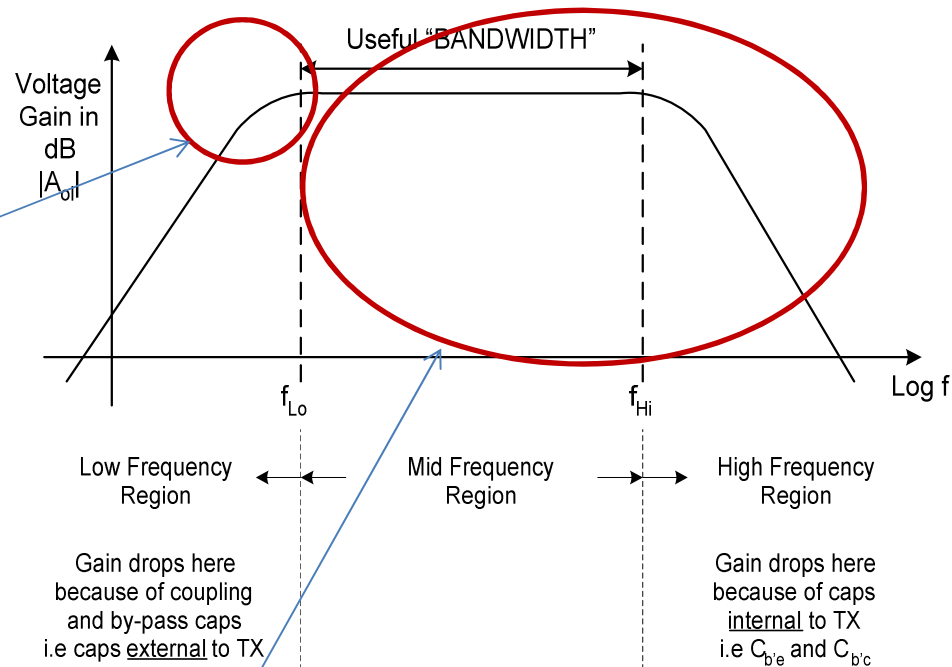 Useful “BANDWIDTH”
Voltage
Gain in
dB
|Aol|
Log f
fLo
fHi
Low Frequency
Region
Mid Frequency
Region
High Frequency
Region
Gain drops here
because of coupling
and by-pass caps
i.e caps external to TX
Gain drops here
because of caps
internal to TX
i.e Cb'e and Cb'c